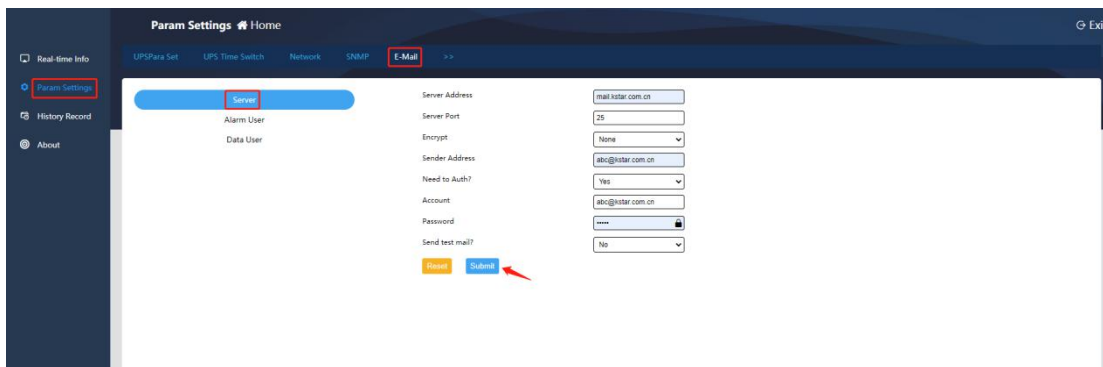 Param Settings Home
Exi
Real-time Info
Param Settings
History Record
About
UPSPara Set UPS Time Switch Network SNMP E-Mail >>
Server
Alarm User
Data User
Server Address mail.kstar.com.cn
Server Port 25
Encrypt None
Sender Address abc@kstar.com.cn
Need to Auth? Yes
Account abc@kstar.com.cn
Password •••••
Send test mail? No
Reset Submit